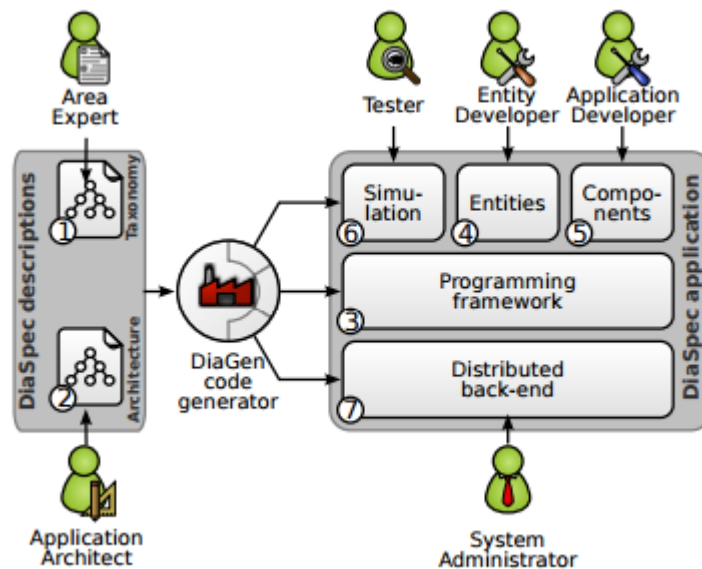 Area
Expert
Tester
Entity
Developer
Application
Developer
DiaSpec descriptions
1
Taxonomy
2
Architecture
DiaGen
code
generator
Simu-
lation
6
Entities
4
Compo-
nents
5
Programming
framework
3
Distributed
back-end
7
DiaSpec application
Application
Architect
System
Administrator